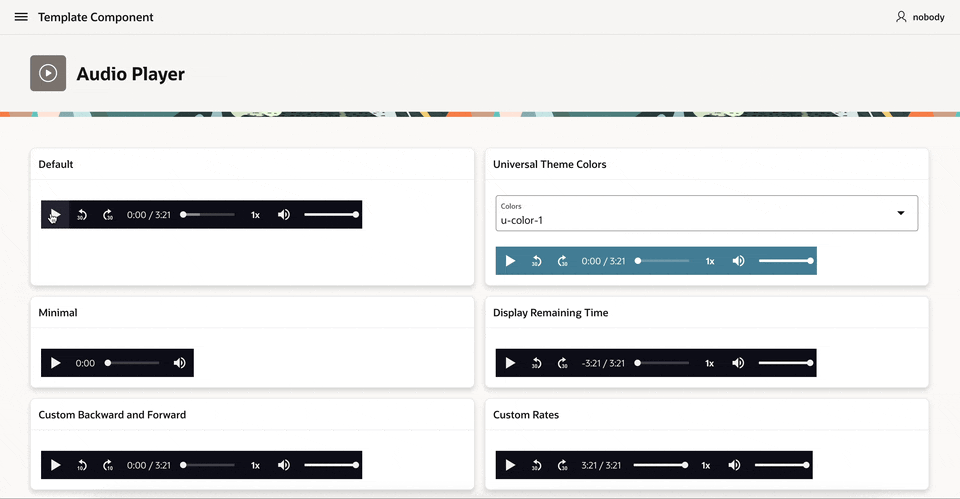 Template Component
nobody
Audio Player
Default
30 30 0:00 / 3:21 1x
Universal Theme Colors
Colors
u-color-1
30 30 0:00 / 3:21 1x
Minimal
0:00
Display Remaining Time
30 30 -3:21 / 3:21 1x
Custom Backward and Forward
10 10 0:00 / 3:21 1x
Custom Rates
30 30 3:21 / 3:21 1x